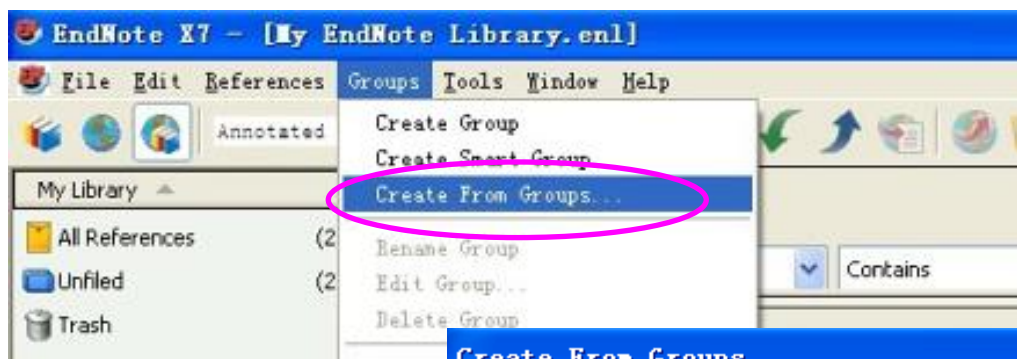 EndNote X7 - [My EndNote Library.enl]
File Edit References Groups Tools Window Help
Annotated
Create Group
Create Smart Group
Create From Groups...
My Library
All References (2
Rename Group
Contains
Unfiled (2
Edit Group...
Trash
Delete Group
Create From Groups